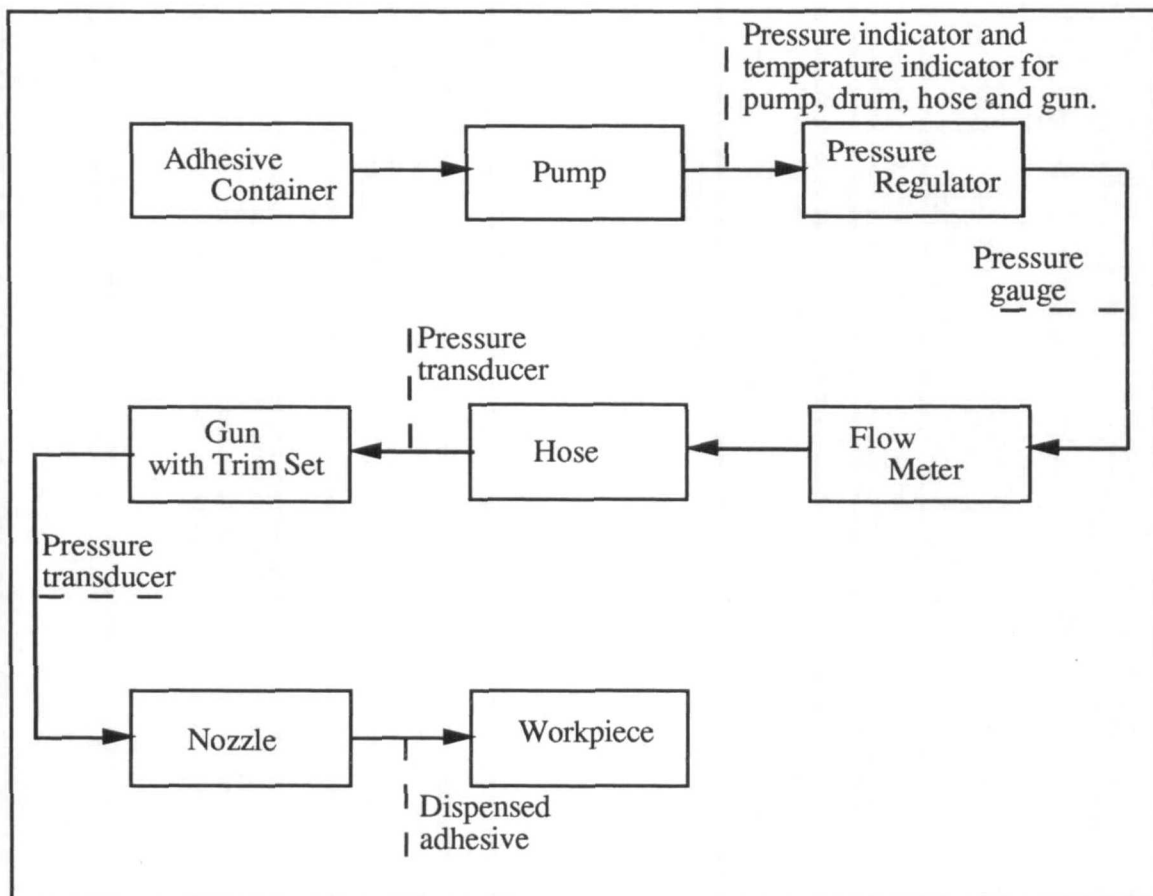 Pressure indicator and
temperature indicator for
pump, drum, hose and gun.
Adhesive
Container
Pump
Pressure
Regulator
Pressure
gauge
Pressure
transducer
Gun
with Trim Set
Hose
Flow
Meter
Pressure
transducer
Nozzle
Workpiece
Dispensed
adhesive